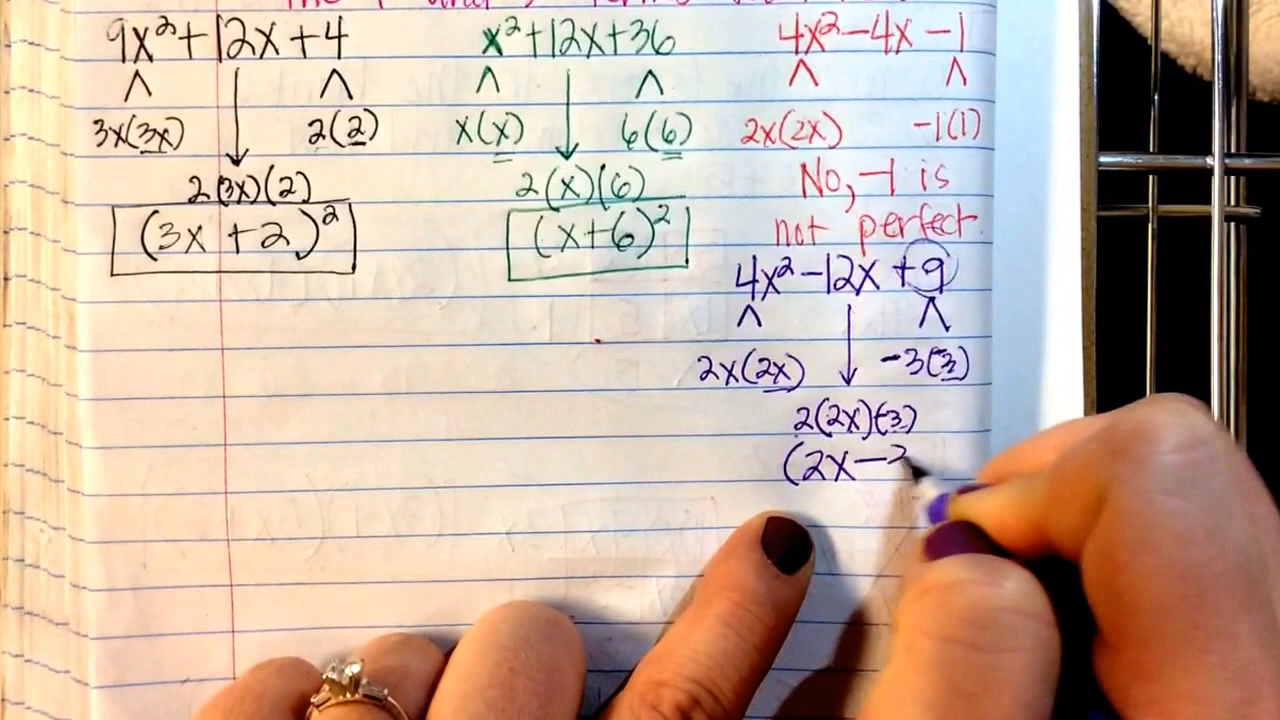 9x²+12x+4
3x(3x) 2(2)
2(3x)(2)
(3x+2)²
x²+12x+36
x(x) 6(6)
2(x)(6)
(x+6)²
4x²-4x-1
2x(2x) -1(1)
No, -1 is
not perfect
4x²-12x+9
2x(2x) -3(3)
2(2x)(-3)
(2x-